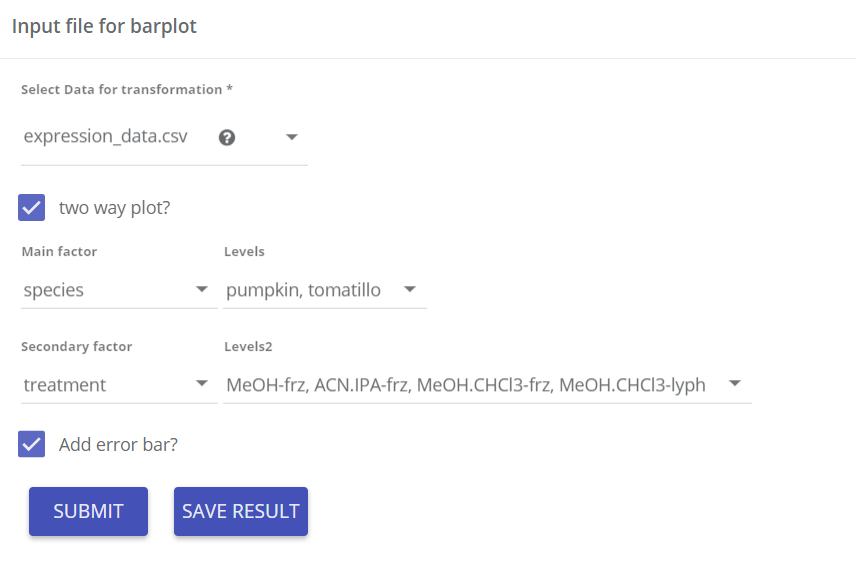 Input file for barplot
Select Data for transformation *
expression_data.csv ?
two way plot?
Main factor Levels
species pumpkin, tomatillo
Secondary factor Levels2
treatment MeOH-frz, ACN.IPA-frz, MeOH.CHCl3-frz, MeOH.CHCl3-lyph
Add error bar?
SUBMIT SAVE RESULT